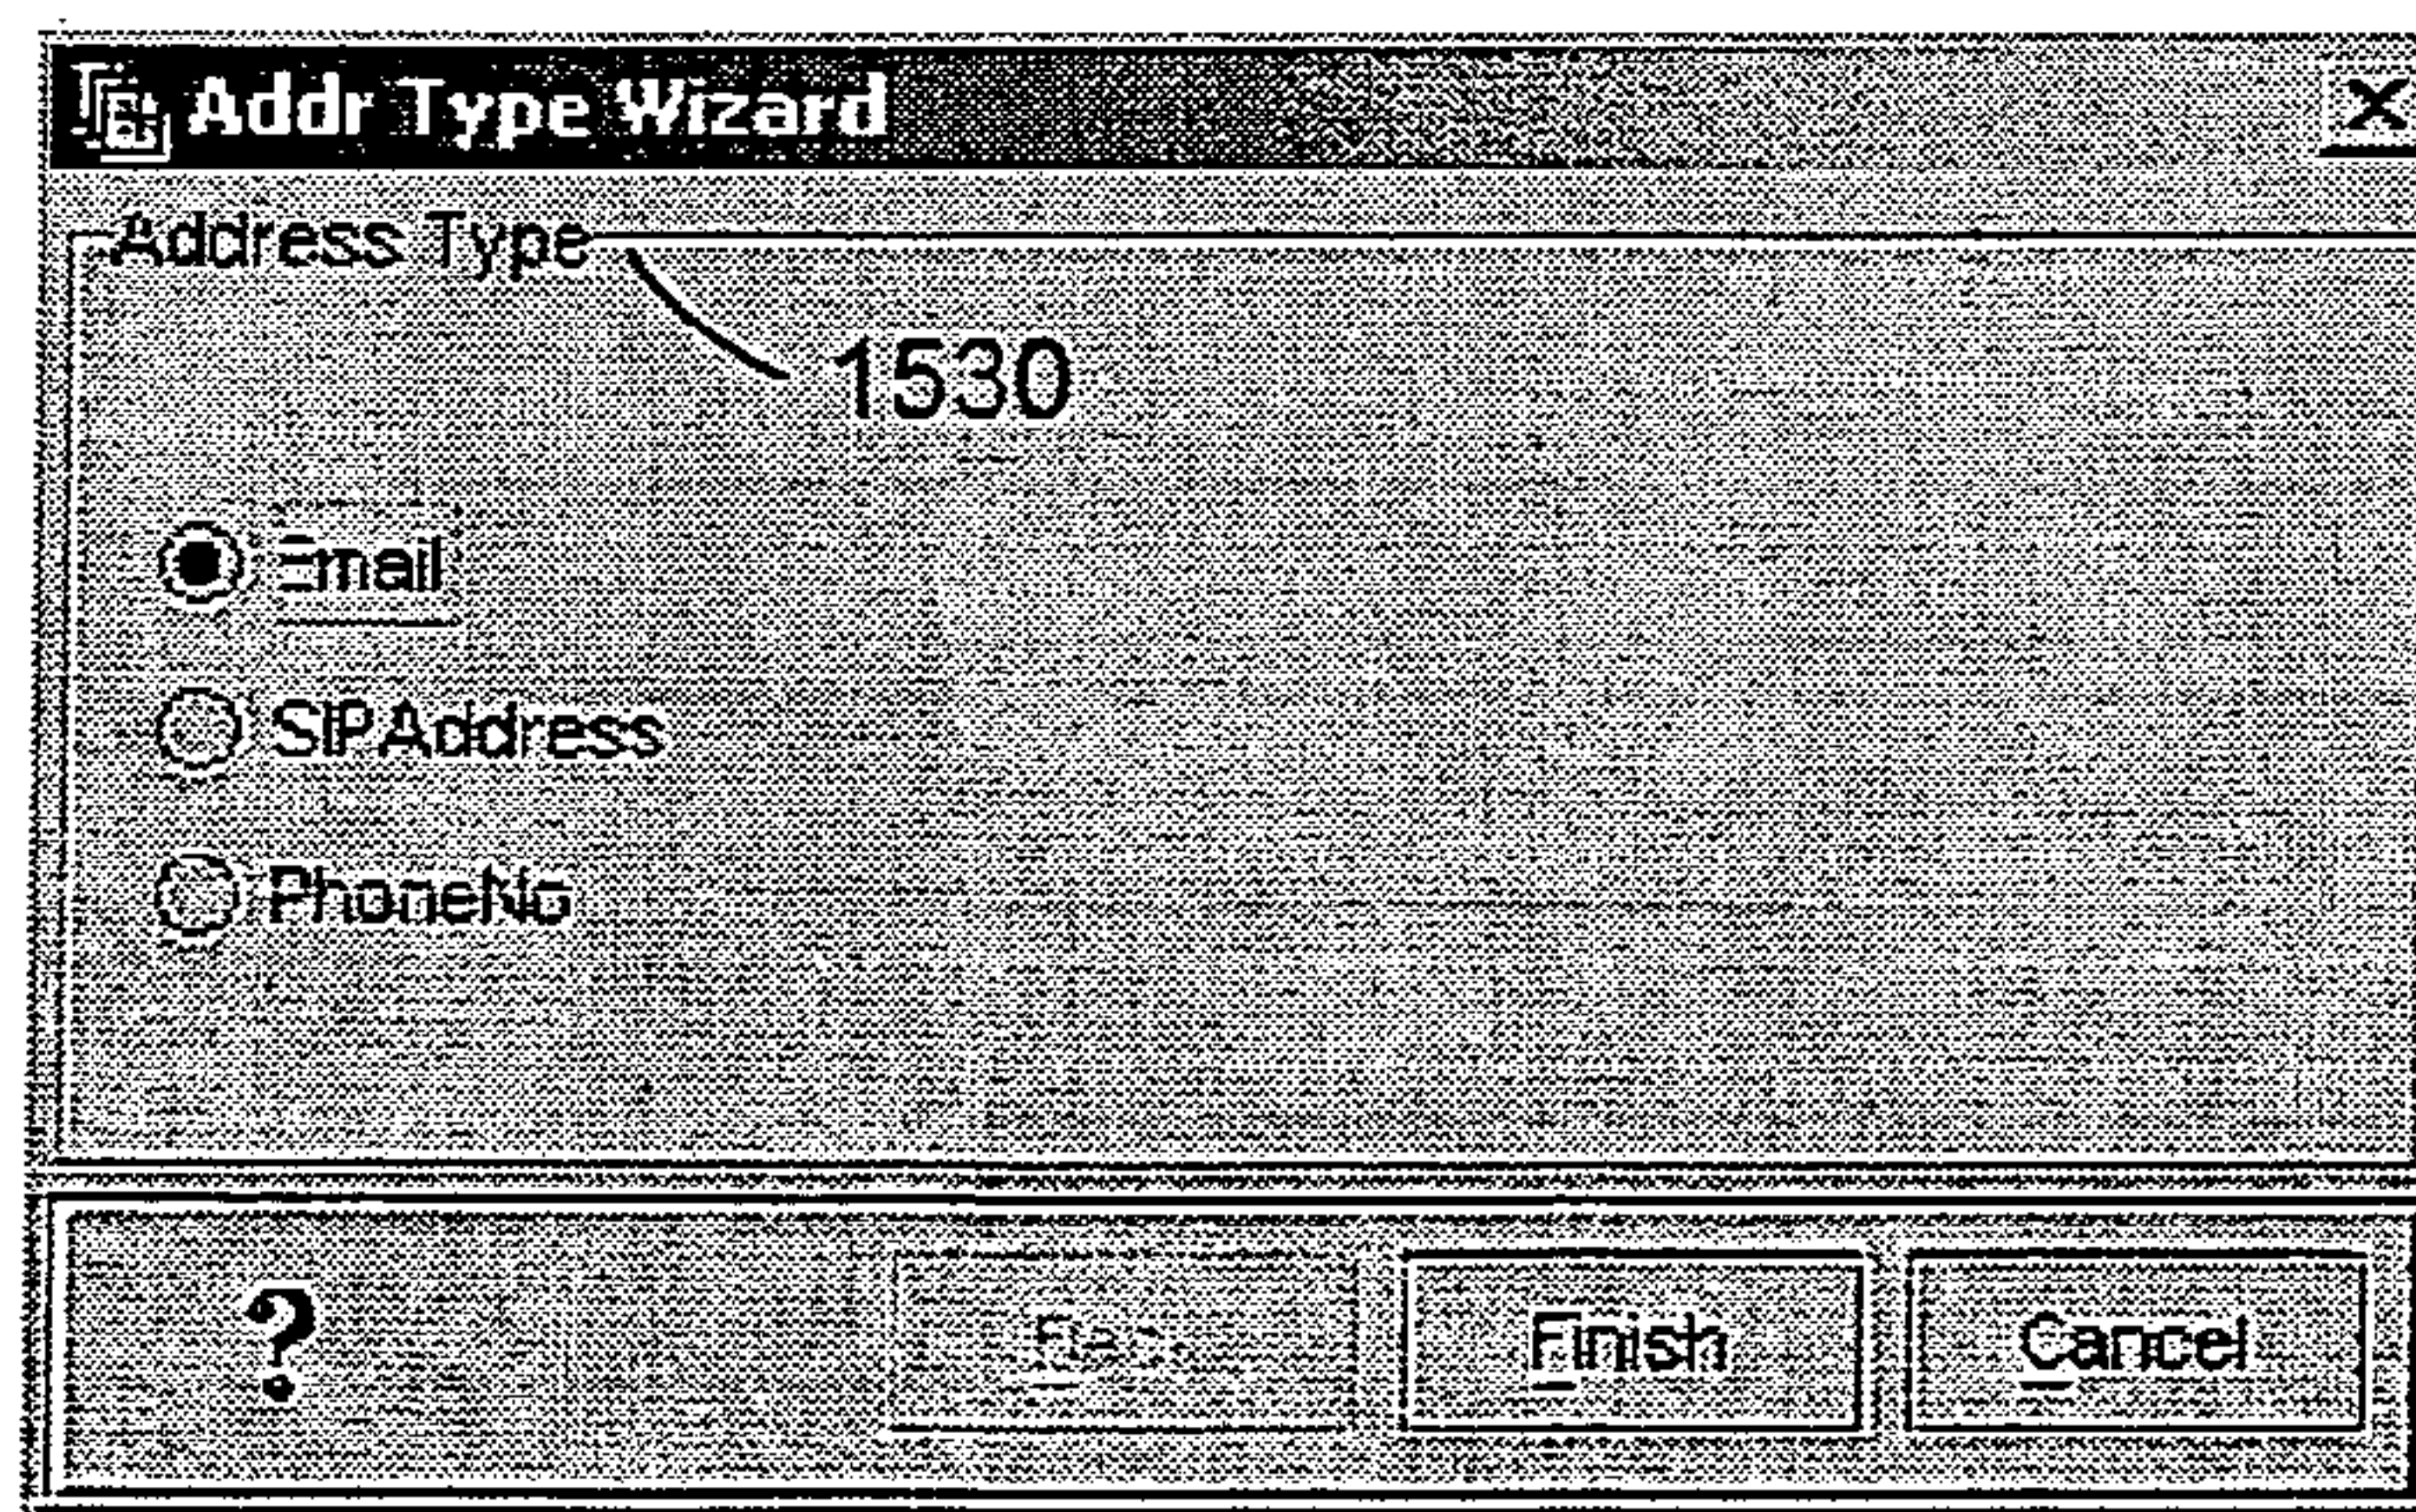 Addr Type Wizard
Address Type
1530
Email
SIPAddress
PhoneNo
?
Finish Cancel